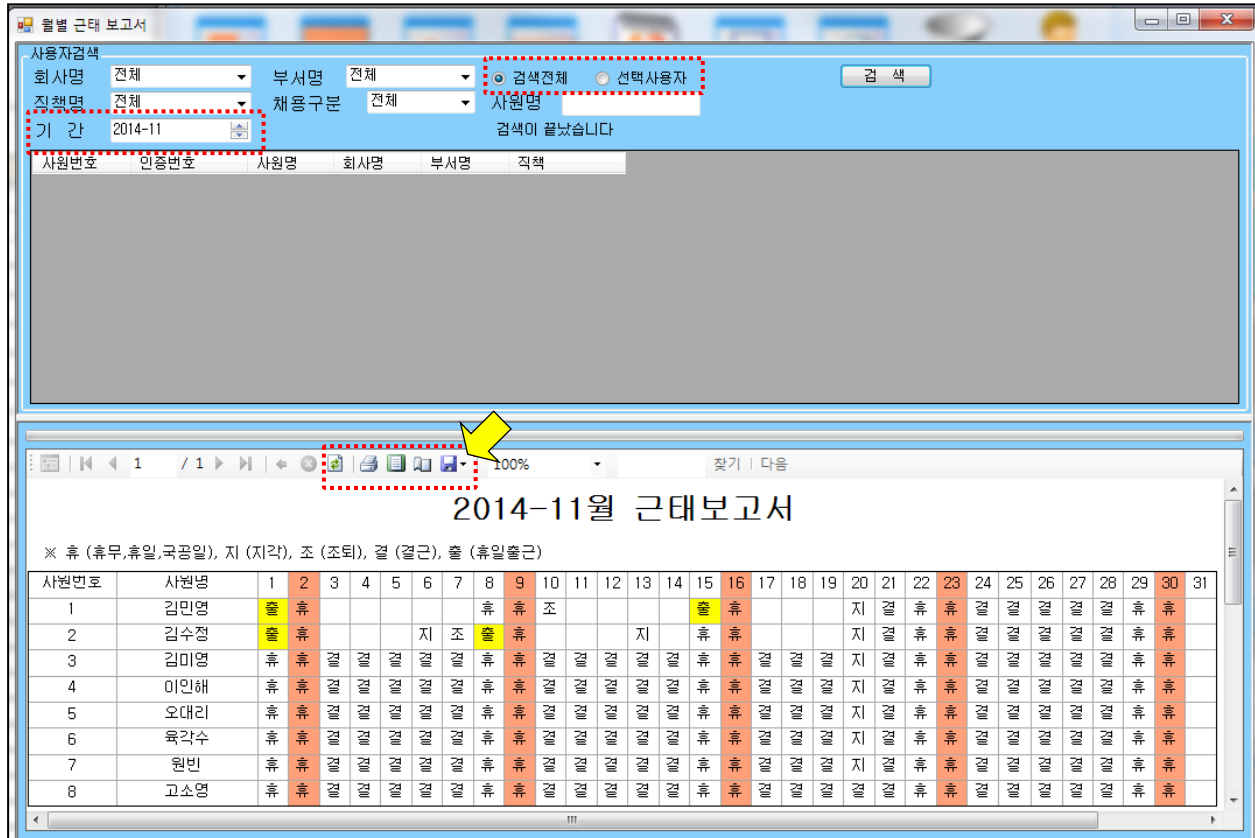 월별 근태 보고서
사용자검색
회사명 전체 부서명 전체 검색전체 선택사용자 검 색
직책명 전체 채용구분 전체 사원명
기 간 2014-11 검색이 끝났습니다
사원번호 인증번호 사원명 회사명 부서명 직책
1 / 1 100% 찾기 | 다음
2014-11월 근태보고서
※ 휴 (휴무,휴일,국공일), 지 (지각), 조 (조퇴), 결 (결근), 출 (휴일출근)
사원번호 사원명 1 2 3 4 5 6 7 8 9 10 11 12 13 14 15 16 17 18 19 20 21 22 23 24 25 26 27 28 29 30 31
1 김민영 출 휴 휴 휴 조 출 휴 지 결 휴 휴 결 결 결 결 결 휴 휴
2 김수정 출 휴 지 조 출 휴 지 휴 휴 지 결 휴 휴 결 결 결 결 결 휴 휴
3 김미영 휴 휴 결 결 결 결 결 휴 휴 결 결 결 결 결 휴 휴 결 결 결 지 결 휴 휴 결 결 결 결 결 휴 휴
4 이인해 휴 휴 결 결 결 결 결 휴 휴 결 결 결 결 결 휴 휴 결 결 결 지 결 휴 휴 결 결 결 결 결 휴 휴
5 오대리 휴 휴 결 결 결 결 결 휴 휴 결 결 결 결 결 휴 휴 결 결 결 지 결 휴 휴 결 결 결 결 결 휴 휴
6 육각수 휴 휴 결 결 결 결 결 휴 휴 결 결 결 결 결 휴 휴 결 결 결 지 결 휴 휴 결 결 결 결 결 휴 휴
7 원빈 휴 휴 결 결 결 결 결 휴 휴 결 결 결 결 결 휴 휴 결 결 결 지 결 휴 휴 결 결 결 결 결 휴 휴
8 고소영 휴 휴 결 결 결 결 결 휴 휴 결 결 결 결 결 휴 휴 결 결 결 결 결 휴 휴 결 결 결 결 결 휴 휴